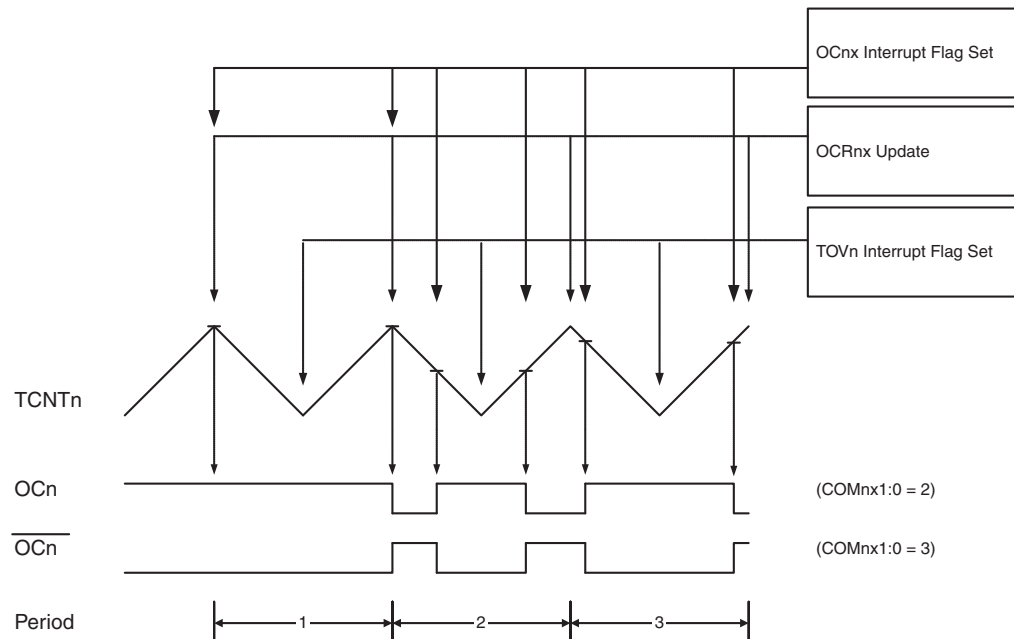 OCnx Interrupt Flag Set
OCRnx Update
TOVn Interrupt Flag Set
TCNTn
OCn
(COMnx1:0 = 2)
OCn
(COMnx1:0 = 3)
Period
1
2
3